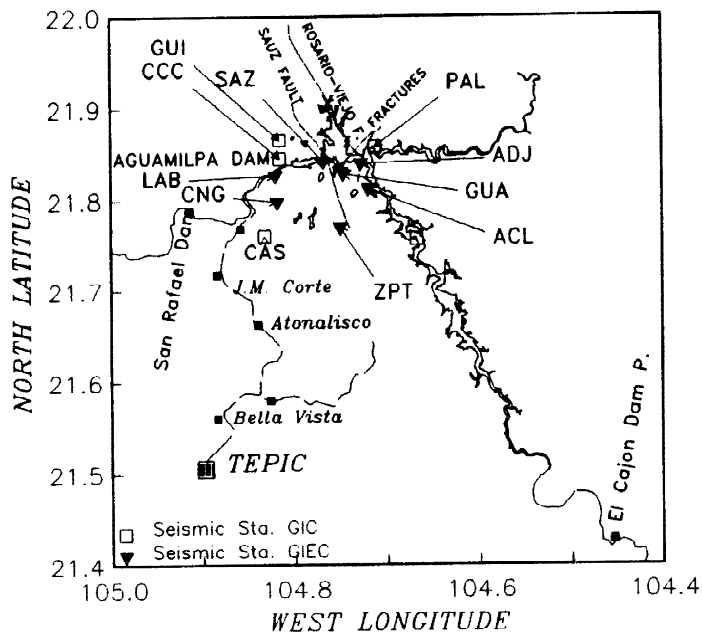 22.0
GUI
CCC
SAZ
SAUZ FAULT
ROSARIO-VIEJO F.
FRACTURES
PAL
21.9
AGUAMILPA DAM
ADJ
LAB
GUA
CNG
21.8
ACL
CAS
ZPT
San Rafael Dam
J.M. Corte
21.7
Atonalisco
NORTH LATITUDE
21.6
Bella Vista
El Cajon Dam P.
TEPIC
21.5
Seismic Sta. GIC
Seismic Sta. GIEC
21.4
105.0 104.8 104.6 104.4
WEST LONGITUDE